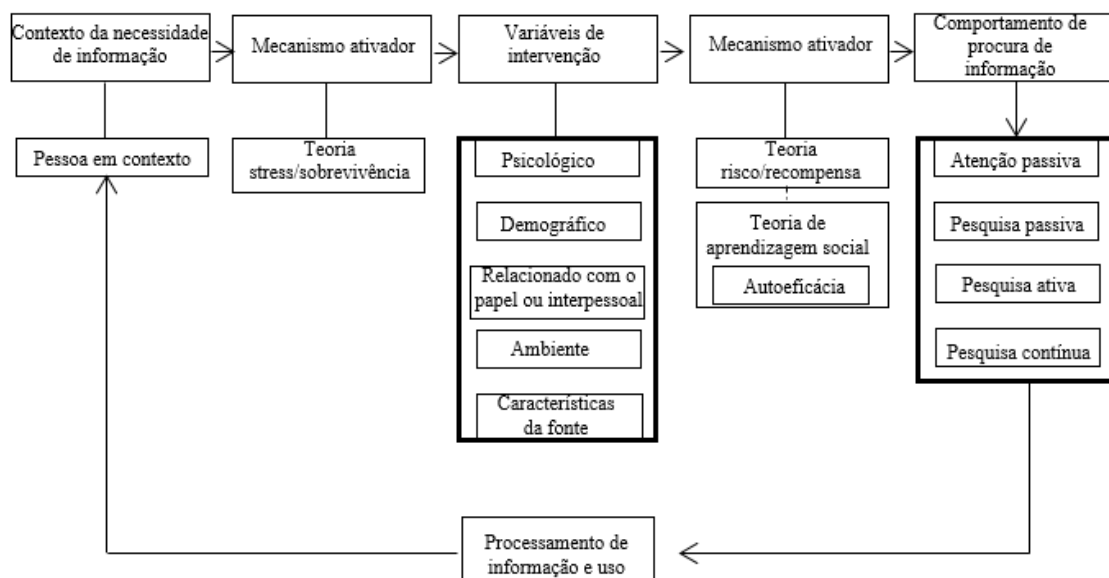 Contexto da necessidade
de informação
Mecanismo ativador
Variáveis de
intervenção
Mecanismo ativador
Comportamento de
procura de
informação
Pessoa em contexto
Teoria
stress/sobrevivência
Psicológico
Demográfico
Relacionado com o
papel ou interpessoal
Ambiente
Características
da fonte
Teoria
risco/recompensa
Teoria de
aprendizagem social
Autoeficácia
Atenção passiva
Pesquisa passiva
Pesquisa ativa
Pesquisa contínua
Processamento de
informação e uso